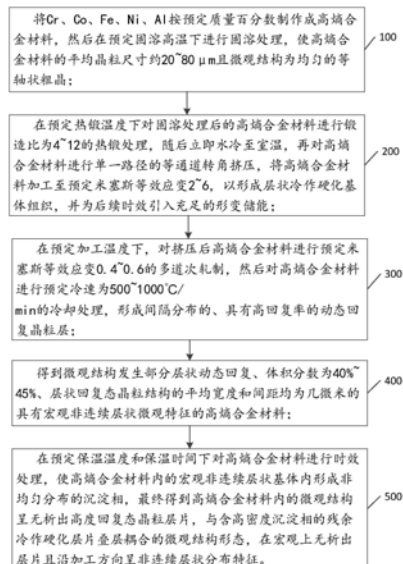 将Cr、Co、Fe、Ni、Al按预定质量百分数制作成高熵合
金材料，然后在预定固溶高温下进行固溶处理，使高熵合
金材料的平均晶粒尺寸约20~80 μm且微观结构为均匀的等
轴状粗晶；
100
在预定热锻温度下对固溶处理后的高熵合金材料进行锻
造比为4~12的热锻处理，随后立即水冷至室温，再对高熵
合金材料进行单一路径的等通道转角挤压，将高熵合金材
料加工至预定米塞斯等效应变2~6，以形成层状冷作硬化基
体组织，并为后续时效引入充足的形变储能；
200
在预定加工温度下，对挤压后高熵合金材料进行预定米
塞斯等效应变0.4~0.6的多道次轧制，然后对高熵合金材料
进行预定冷速为500~1000℃/
min的冷却处理，形成间隔分布的、具有高回复率的动态回
复晶粒层；
300
得到微观结构发生部分层状动态回复、体积分数为40%~
45%、层状回复态晶粒结构的平均宽度和间距均为几微米的
具有宏观非连续层状微观特征的高熵合金材料；
400
在预定保温温度和保温时间下对高熵合金材料进行时效
处理，使高熵合金材料内的宏观非连续层状基体内形成非
均匀分布的沉淀相，最终得到高熵合金材料内的微观结构
呈无析出高度回复态晶粒层片，与含高密度沉淀相的残余
冷作硬化层片叠层耦合的微观结构形态，在宏观上无析出
层片且沿加工方向呈非连续层状分布特征。
500